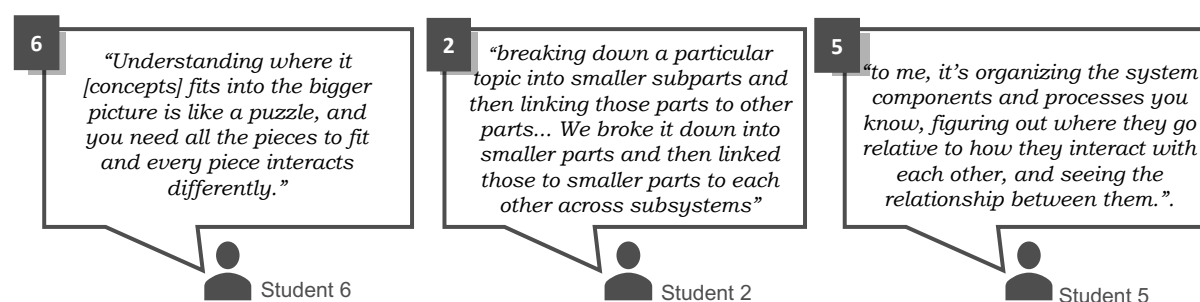 6
“Understanding where it
[concepts] fits into the bigger
picture is like a puzzle, and
you need all the pieces to fit
and every piece interacts
differently.”
Student 6
2
“breaking down a particular
topic into smaller subparts and
then linking those parts to other
parts... We broke it down into
smaller parts and then linked
those to smaller parts to each
other across subsystems”
Student 2
5
“to me, it’s organizing the system
components and processes you
know, figuring out where they go
relative to how they interact with
each other, and seeing the
relationship between them.”.
Student 5